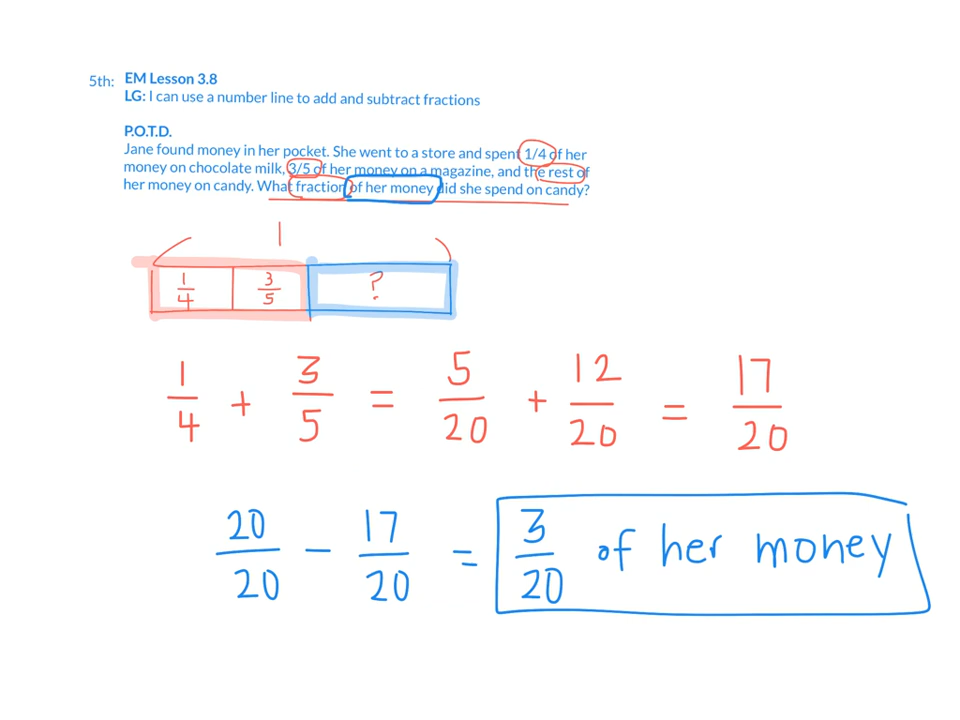 5th: EM Lesson 3.8
LG: I can use a number line to add and subtract fractions
P.O.T.D.
Jane found money in her pocket. She went to a store and spent 1/4 of her
money on chocolate milk, 3/5 of her money on a magazine, and the rest of
her money on candy. What fraction of her money did she spend on candy?
1
1/4 3/5 ?
1/4 + 3/5 = 5/20 + 12/20 = 17/20
20/20 - 17/20 = 3/20 of her money